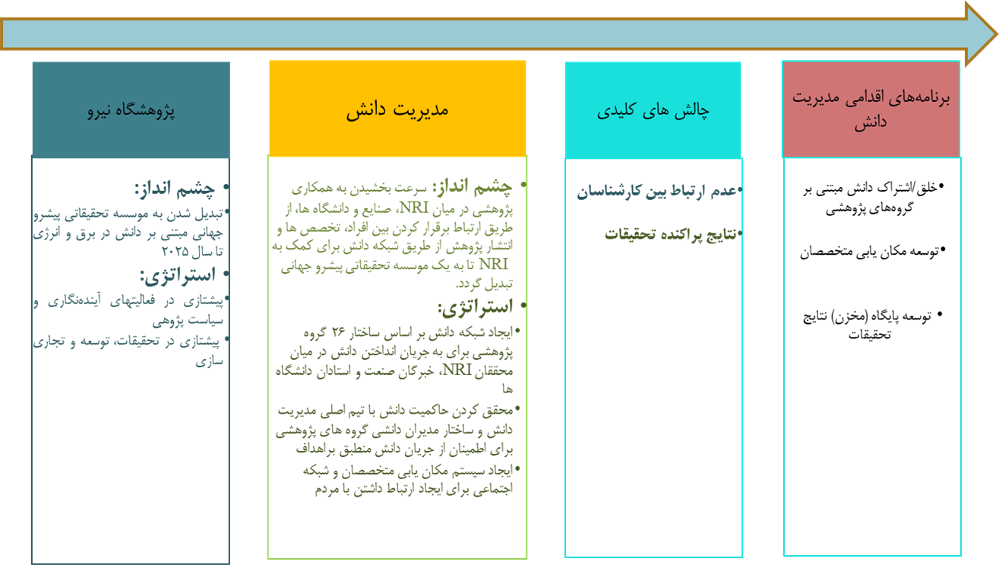 پژوهشگاه نیرو
•چشم انداز:
•تبدیل شدن به موسسه تحقیقاتی پیشرو
جهانی مبتنی بر دانش در برق و انرژی
تا سال ۲۰۲۵
•استراتژی:
•پیشتازی در فعالیتهای آینده‌نگاری و
سیاست پژوهی
•پیشتازی در تحقیقات، توسعه و تجاری
سازی
مدیریت دانش
•چشم انداز: سرعت بخشیدن به همکاری
پژوهشی در میان NRI، صنایع و دانشگاه ها، از
طریق ارتباط برقرار کردن بین افراد، تخصص ها و
انتشار پژوهش از طریق شبکه دانش برای کمک به
NRI تا به یک موسسه تحقیقاتی پیشرو جهانی
تبدیل گردد.
•استراتژی:
•ایجاد شبکه دانش بر اساس ساختار ۲۶ گروه
پژوهشی برای به جریان انداختن دانش در میان
محققان NRI، خبرگان صنعت و استادان دانشگاه
ها
•محقق کردن حاکمیت دانش با تیم اصلی مدیریت
دانش و ساختار مدیران دانشی گروه های پژوهشی
برای اطمینان از جریان دانش منطبق براهداف
•ایجاد سیستم مکان یابی متخصصان و شبکه
اجتماعی برای ایجاد ارتباط داشتن با مردم
چالش های کلیدی
•عدم ارتباط بین کارشناسان
•نتایج پراکنده تحقیقات
برنامه‌های اقدامی مدیریت
دانش
•خلق/اشتراک دانش مبتنی بر
گروه‌های پژوهشی
•توسعه مکان یابی متخصصان
•توسعه پایگاه (مخزن) نتایج
تحقیقات